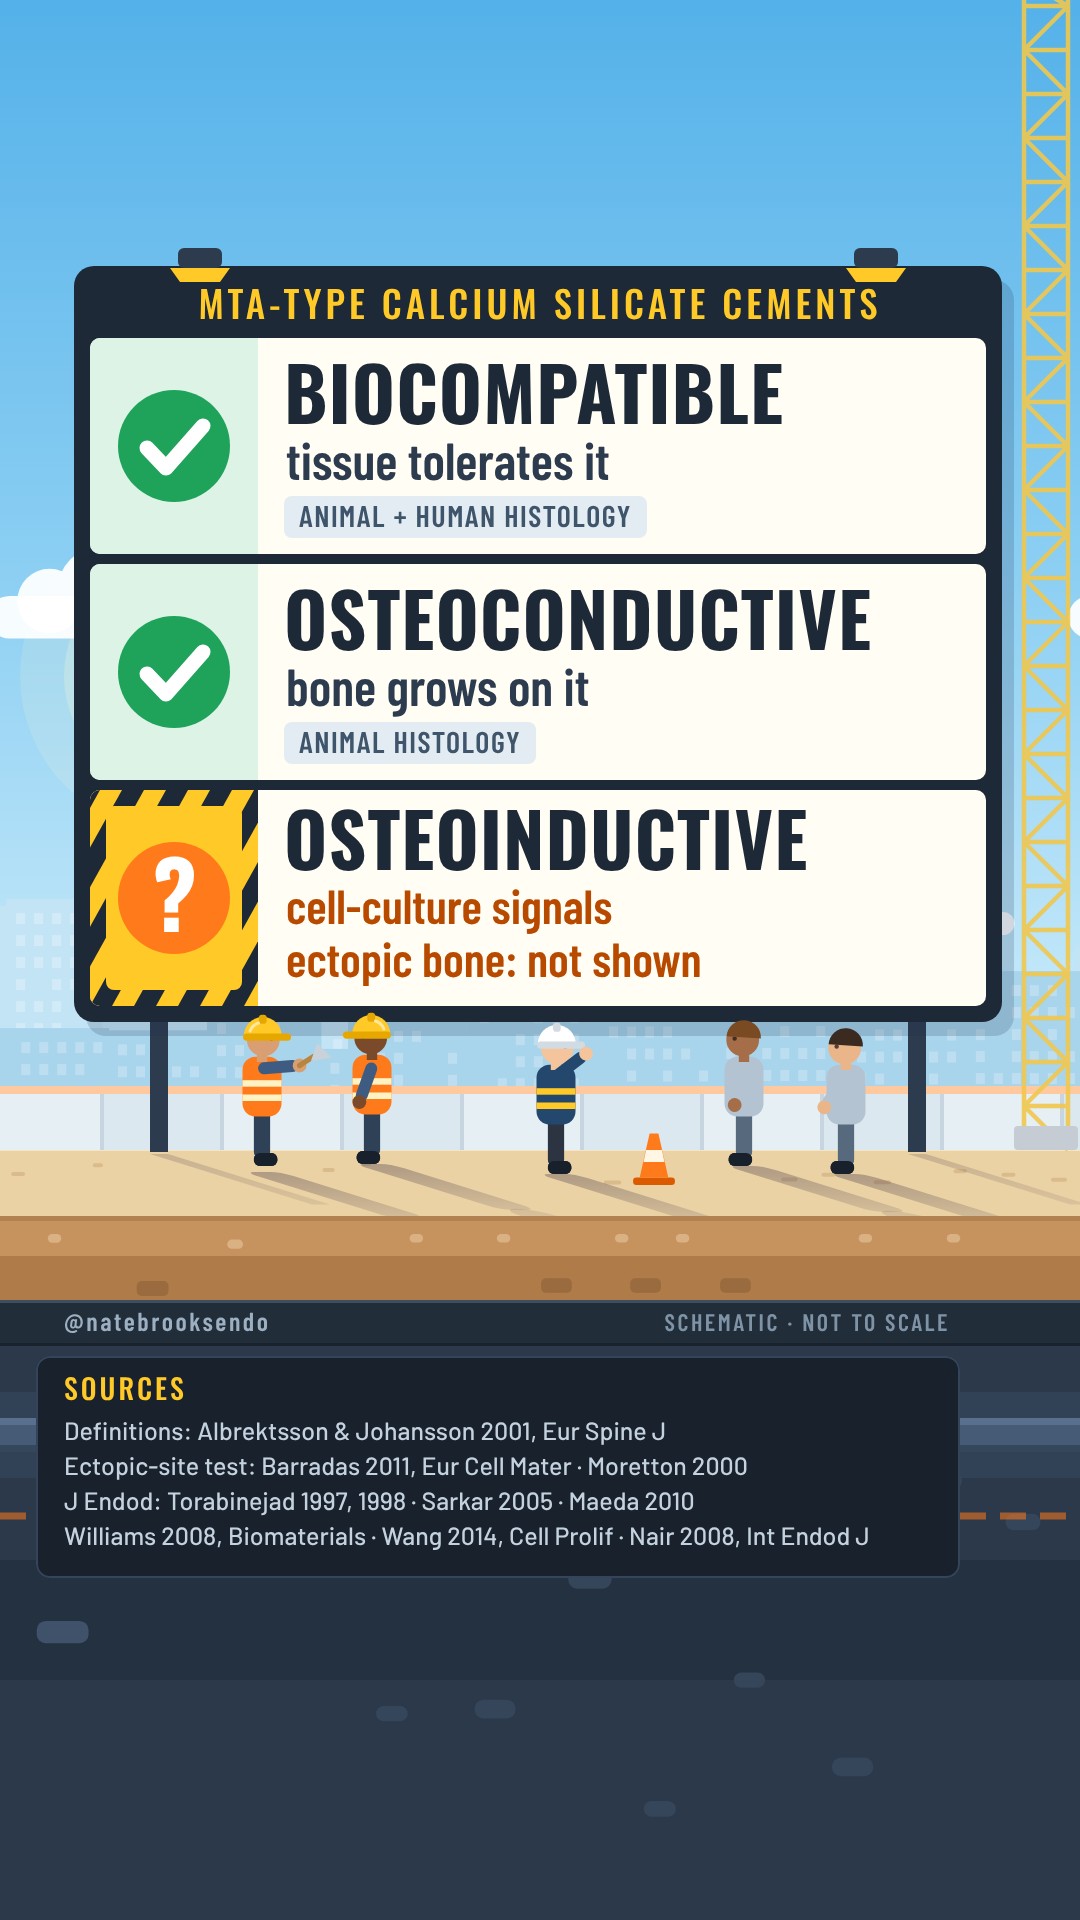 MTA-TYPE CALCIUM SILICATE CEMENTS
BIOCOMPATIBLE
tissue tolerates it
ANIMAL + HUMAN HISTOLOGY
OSTEOCONDUCTIVE
bone grows on it
ANIMAL HISTOLOGY
?
OSTEOINDUCTIVE
cell-culture signals
ectopic bone: not shown
@natebrooksendo
SCHEMATIC · NOT TO SCALE
SOURCES
Definitions: Albrektsson & Johansson 2001, Eur Spine J
Ectopic-site test: Barradas 2011, Eur Cell Mater · Moretton 2000
J Endod: Torabinejad 1997, 1998 · Sarkar 2005 · Maeda 2010
Williams 2008, Biomaterials · Wang 2014, Cell Prolif · Nair 2008, Int Endod J